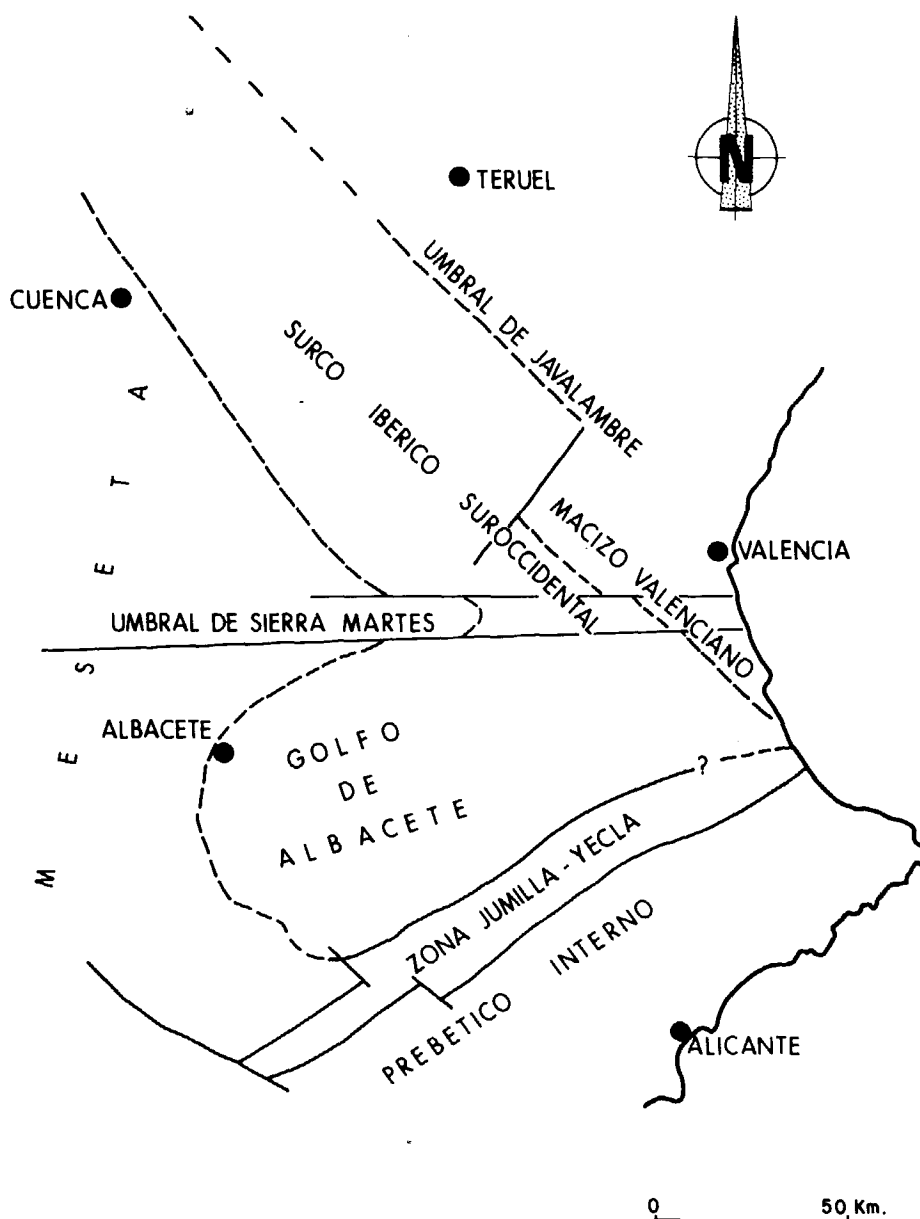 N
TERUEL
UMBRAL DE JAVALAMBRE
CUENCA
SURCO IBERICO SUROCCIDENTAL
MESETA
MACIZO VALENCIANO
VALENCIA
UMBRAL DE SIERRA MARTES
ALBACETE
GOLFO
DE
ALBACETE
?
ZONA JUMILLA-YECLA
PREBETICO INTERNO
ALICANTE
0 50 Km.